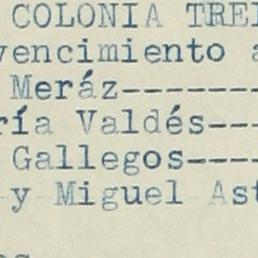 COLONIA TRE
vencimiento a
Meráz-------
ría Valdés---
Gallegos----
y Miguel Ast